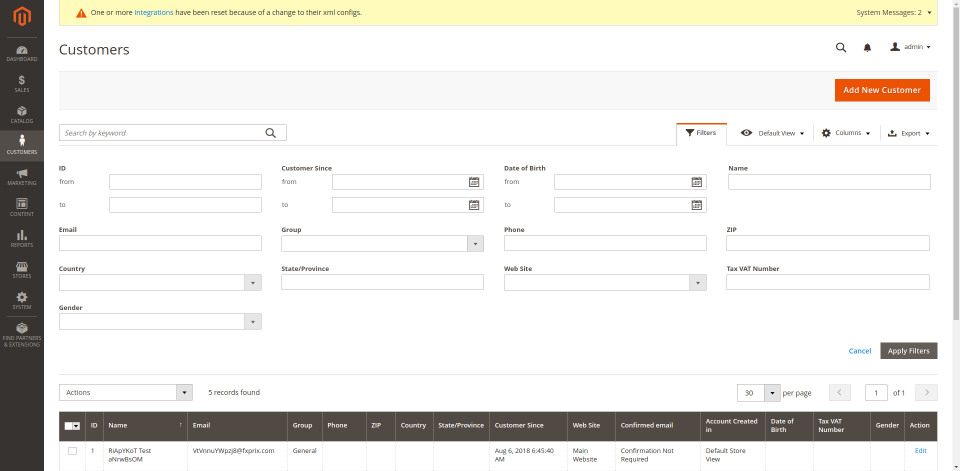 One or more integrations have been reset because of a change to their xml configs.
System Messages: 2
Customers
admin
DASHBOARD
SALES
CATALOG
CUSTOMERS
MARKETING
CONTENT
REPORTS
STORES
SYSTEM
FIND PARTNERS
& EXTENSIONS
Add New Customer
Search by keyword
Filters
Default View
Columns
Export
ID
from
to
Customer Since
from
to
Date of Birth
from
to
Name
Email
Group
Phone
ZIP
Country
State/Province
Web Site
Tax VAT Number
Gender
Cancel
Apply Filters
Actions
5 records found
30
per page
1
of 1
ID
Name
Email
Group
Phone
ZIP
Country
State/Province
Customer Since
Web Site
Confirmed email
Account Created
in
Date of
Birth
Tax VAT
Number
Gender
Action
1
RiApYKoT Test
aNrwBsOM
VtVnnuYWpzj8@fxprix.com
General
Aug 6, 2018 6:45:40
AM
Main
Website
Confirmation Not
Required
Default Store
View
Edit